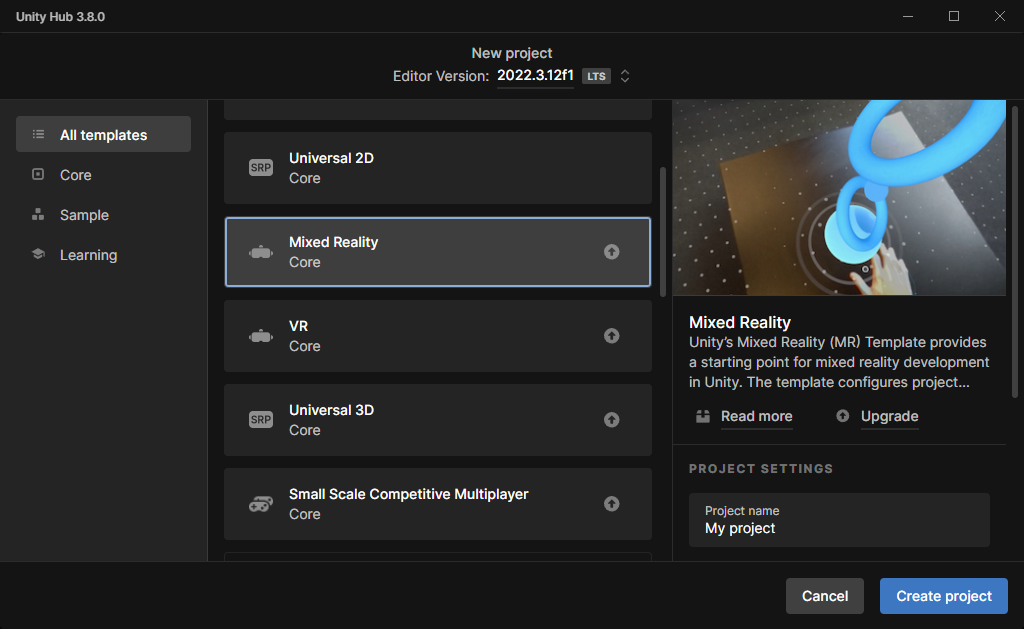 Unity Hub 3.8.0
New project
Editor Version: 2022.3.12f1 LTS
All templates
Core
Sample
Learning
SRP
Universal 2D
Core
Mixed Reality
Core
VR
Core
SRP
Universal 3D
Core
Small Scale Competitive Multiplayer
Core
Mixed Reality
Unity's Mixed Reality (MR) Template provides
a starting point for mixed reality development
in Unity. The template configures project...
Read more
Upgrade
PROJECT SETTINGS
Project name
My project
Cancel
Create project